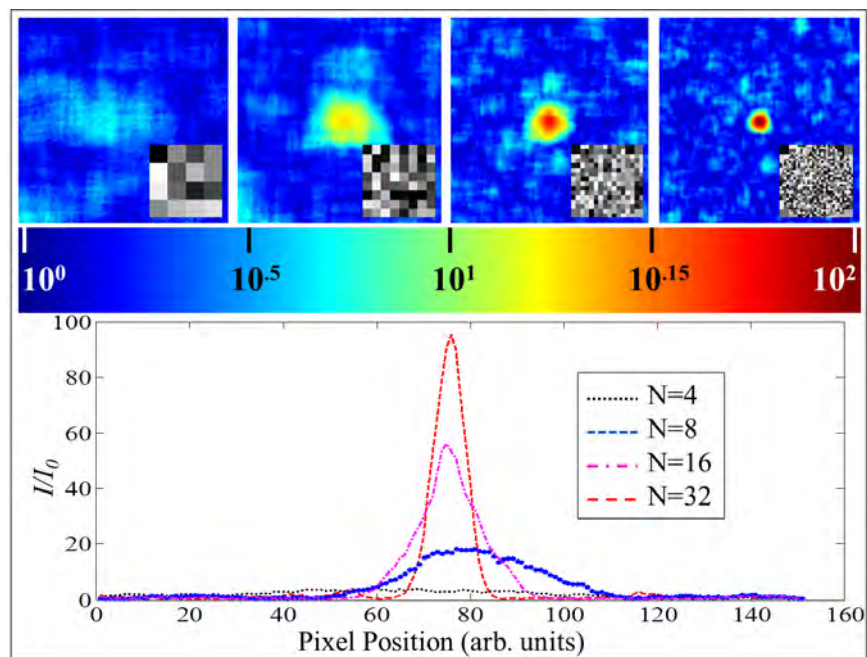 10⁰ 10.⁵ 10¹ 10.¹⁵ 10²
100
80
60
40
20
0
I/I₀
N=4
N=8
N=16
N=32
0 20 40 60 80 100 120 140 160
Pixel Position (arb. units)